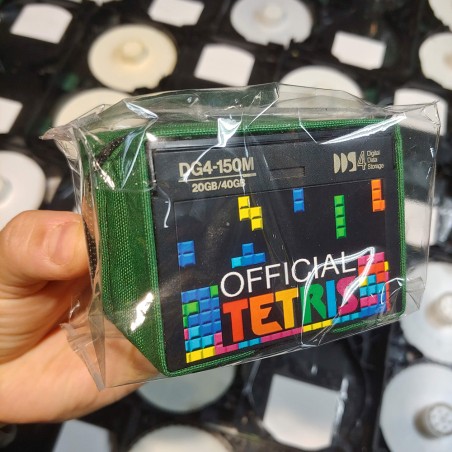 DG4-150M
20GB/40GB
DDS4 Digital
Data
Storage
OFFICIAL
TETRIS